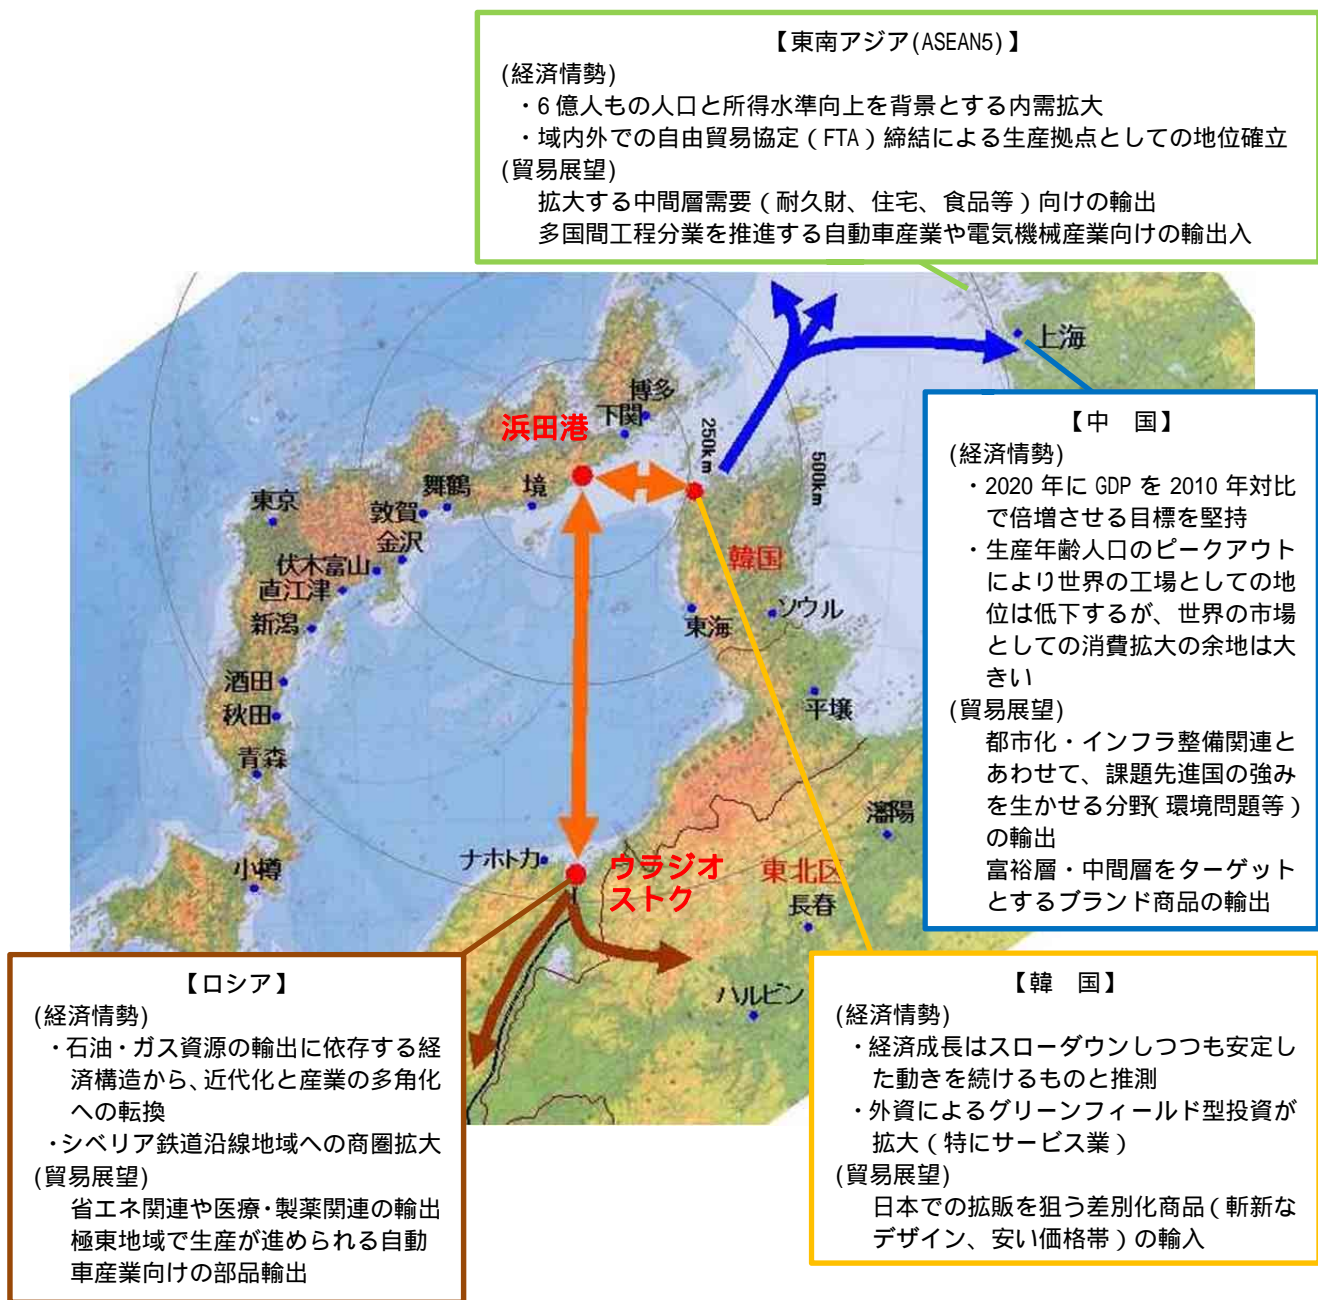 【東南アジア(ASEAN5)】
(経済情勢)
・6億人もの人口と所得水準向上を背景とする内需拡大
・域内外での自由貿易協定(FTA)締結による生産拠点としての地位確立
(貿易展望)
拡大する中間層需要(耐久財、住宅、食品等)向けの輸出
多国間工程分業を推進する自動車産業や電気機械産業向けの輸出入
上海
博多
下関
浜田港
250km
500km
境
舞鶴
敦賀
金沢
東京
伏木富山
直江津
新潟
酒田
秋田
青森
小樽
韓国
東海
ソウル
平壌
瀋陽
東北区
長春
ハルビン
ナホトカ
ウラジオ
ストク
【中 国】
(経済情勢)
・2020 年に GDP を 2010 年対比
で倍増させる目標を堅持
・生産年齢人口のピークアウト
により世界の工場としての地
位は低下するが、世界の市場
としての消費拡大の余地は大
きい
(貿易展望)
都市化・インフラ整備関連と
あわせて、課題先進国の強み
を生かせる分野(環境問題等)
の輸出
富裕層・中間層をターゲット
とするブランド商品の輸出
【ロシア】
(経済情勢)
・石油・ガス資源の輸出に依存する経
済構造から、近代化と産業の多角化
への転換
・シベリア鉄道沿線地域への商圏拡大
(貿易展望)
省エネ関連や医療・製薬関連の輸出
極東地域で生産が進められる自動
車産業向けの部品輸出
【韓 国】
(経済情勢)
・経済成長はスローダウンしつつも安定し
た動きを続けるものと推測
・外資によるグリーンフィールド型投資が
拡大(特にサービス業)
(貿易展望)
日本での拡販を狙う差別化商品(斬新な
デザイン、安い価格帯)の輸入